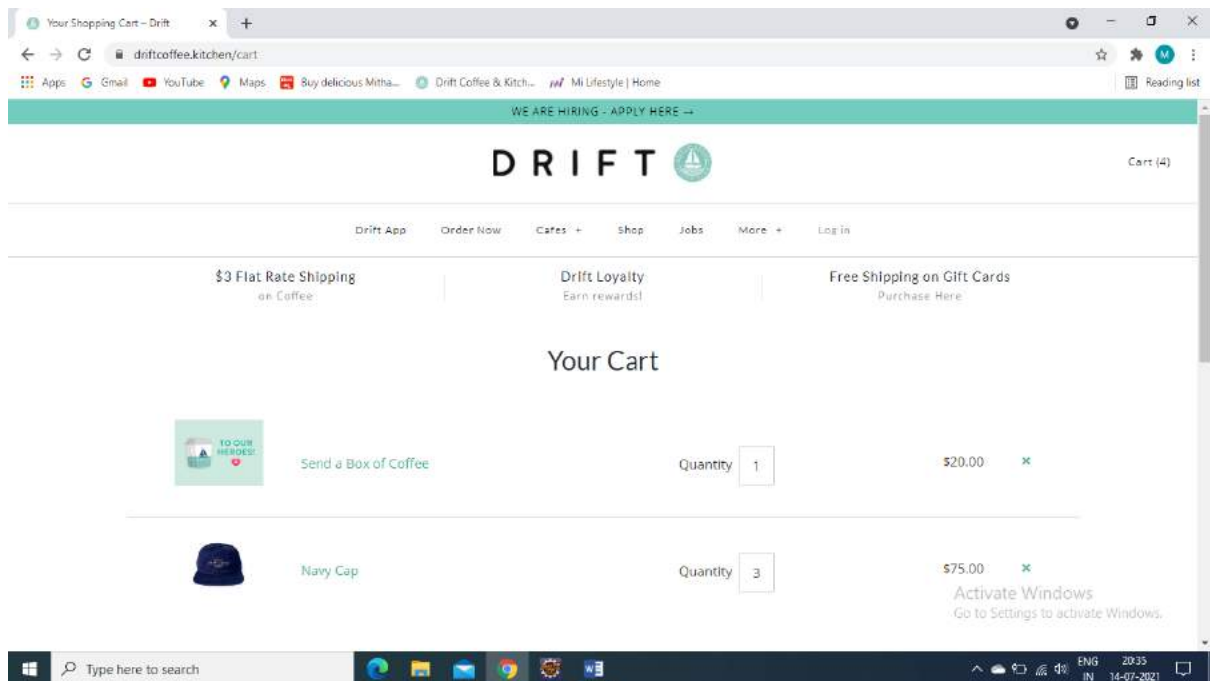 Your Shopping Cart – Drift
driftcoffee.kitchen/cart
M
Apps Gmail YouTube Maps Buy delicious Mitha... Drift Coffee & Kitch... Mi Lifestyle | Home Reading list
WE ARE HIRING - APPLY HERE →
DRIFT
Cart (4)
Drift App Order Now Cafes + Shop Jobs More + Log in
$3 Flat Rate Shipping Drift Loyalty Free Shipping on Gift Cards
on Coffee Earn rewards! Purchase Here
Your Cart
TO OUR
HEROES!
Send a Box of Coffee Quantity 1 $20.00 ×
Navy Cap Quantity 3 $75.00 ×
Activate Windows
Go to Settings to activate Windows.
Type here to search
ENG 20:35
IN 14-07-2021